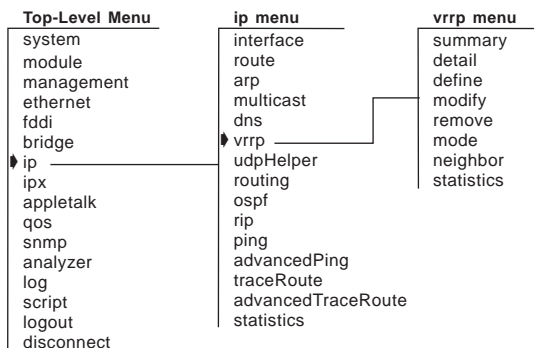 Top-Level Menu
system
module
management
ethernet
fddi
bridge
ip
ipx
appletalk
qos
snmp
analyzer
log
script
logout
disconnect
ip menu
interface
route
arp
multicast
dns
vrrp
udpHelper
routing
ospf
rip
ping
advancedPing
traceRoute
advancedTraceRoute
statistics
vrrp menu
summary
detail
define
modify
remove
mode
neighbor
statistics